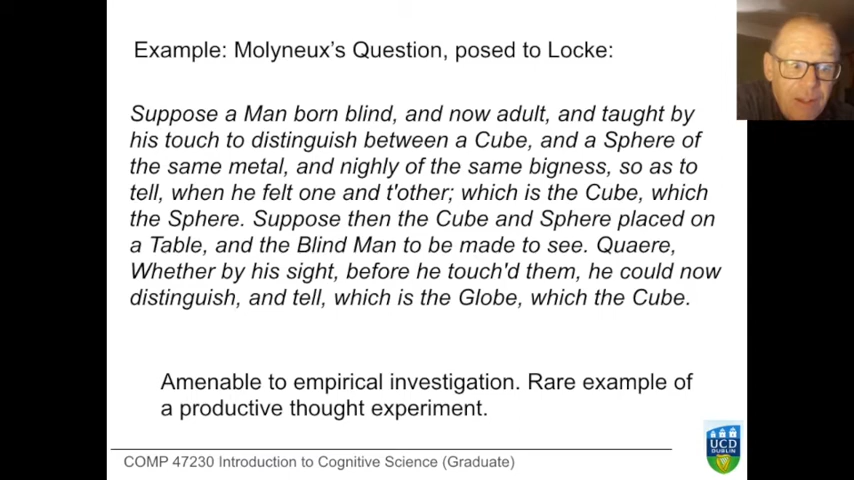 Example: Molyneux's Question, posed to Locke:
Suppose a Man born blind, and now adult, and taught by
his touch to distinguish between a Cube, and a Sphere of
the same metal, and nighly of the same bigness, so as to
tell, when he felt one and t'other; which is the Cube, which
the Sphere. Suppose then the Cube and Sphere placed on
a Table, and the Blind Man to be made to see. Quaere,
Whether by his sight, before he touch'd them, he could now
distinguish, and tell, which is the Globe, which the Cube.
Amenable to empirical investigation. Rare example of
a productive thought experiment.
COMP 47230 Introduction to Cognitive Science (Graduate)
UCD
DUBLIN